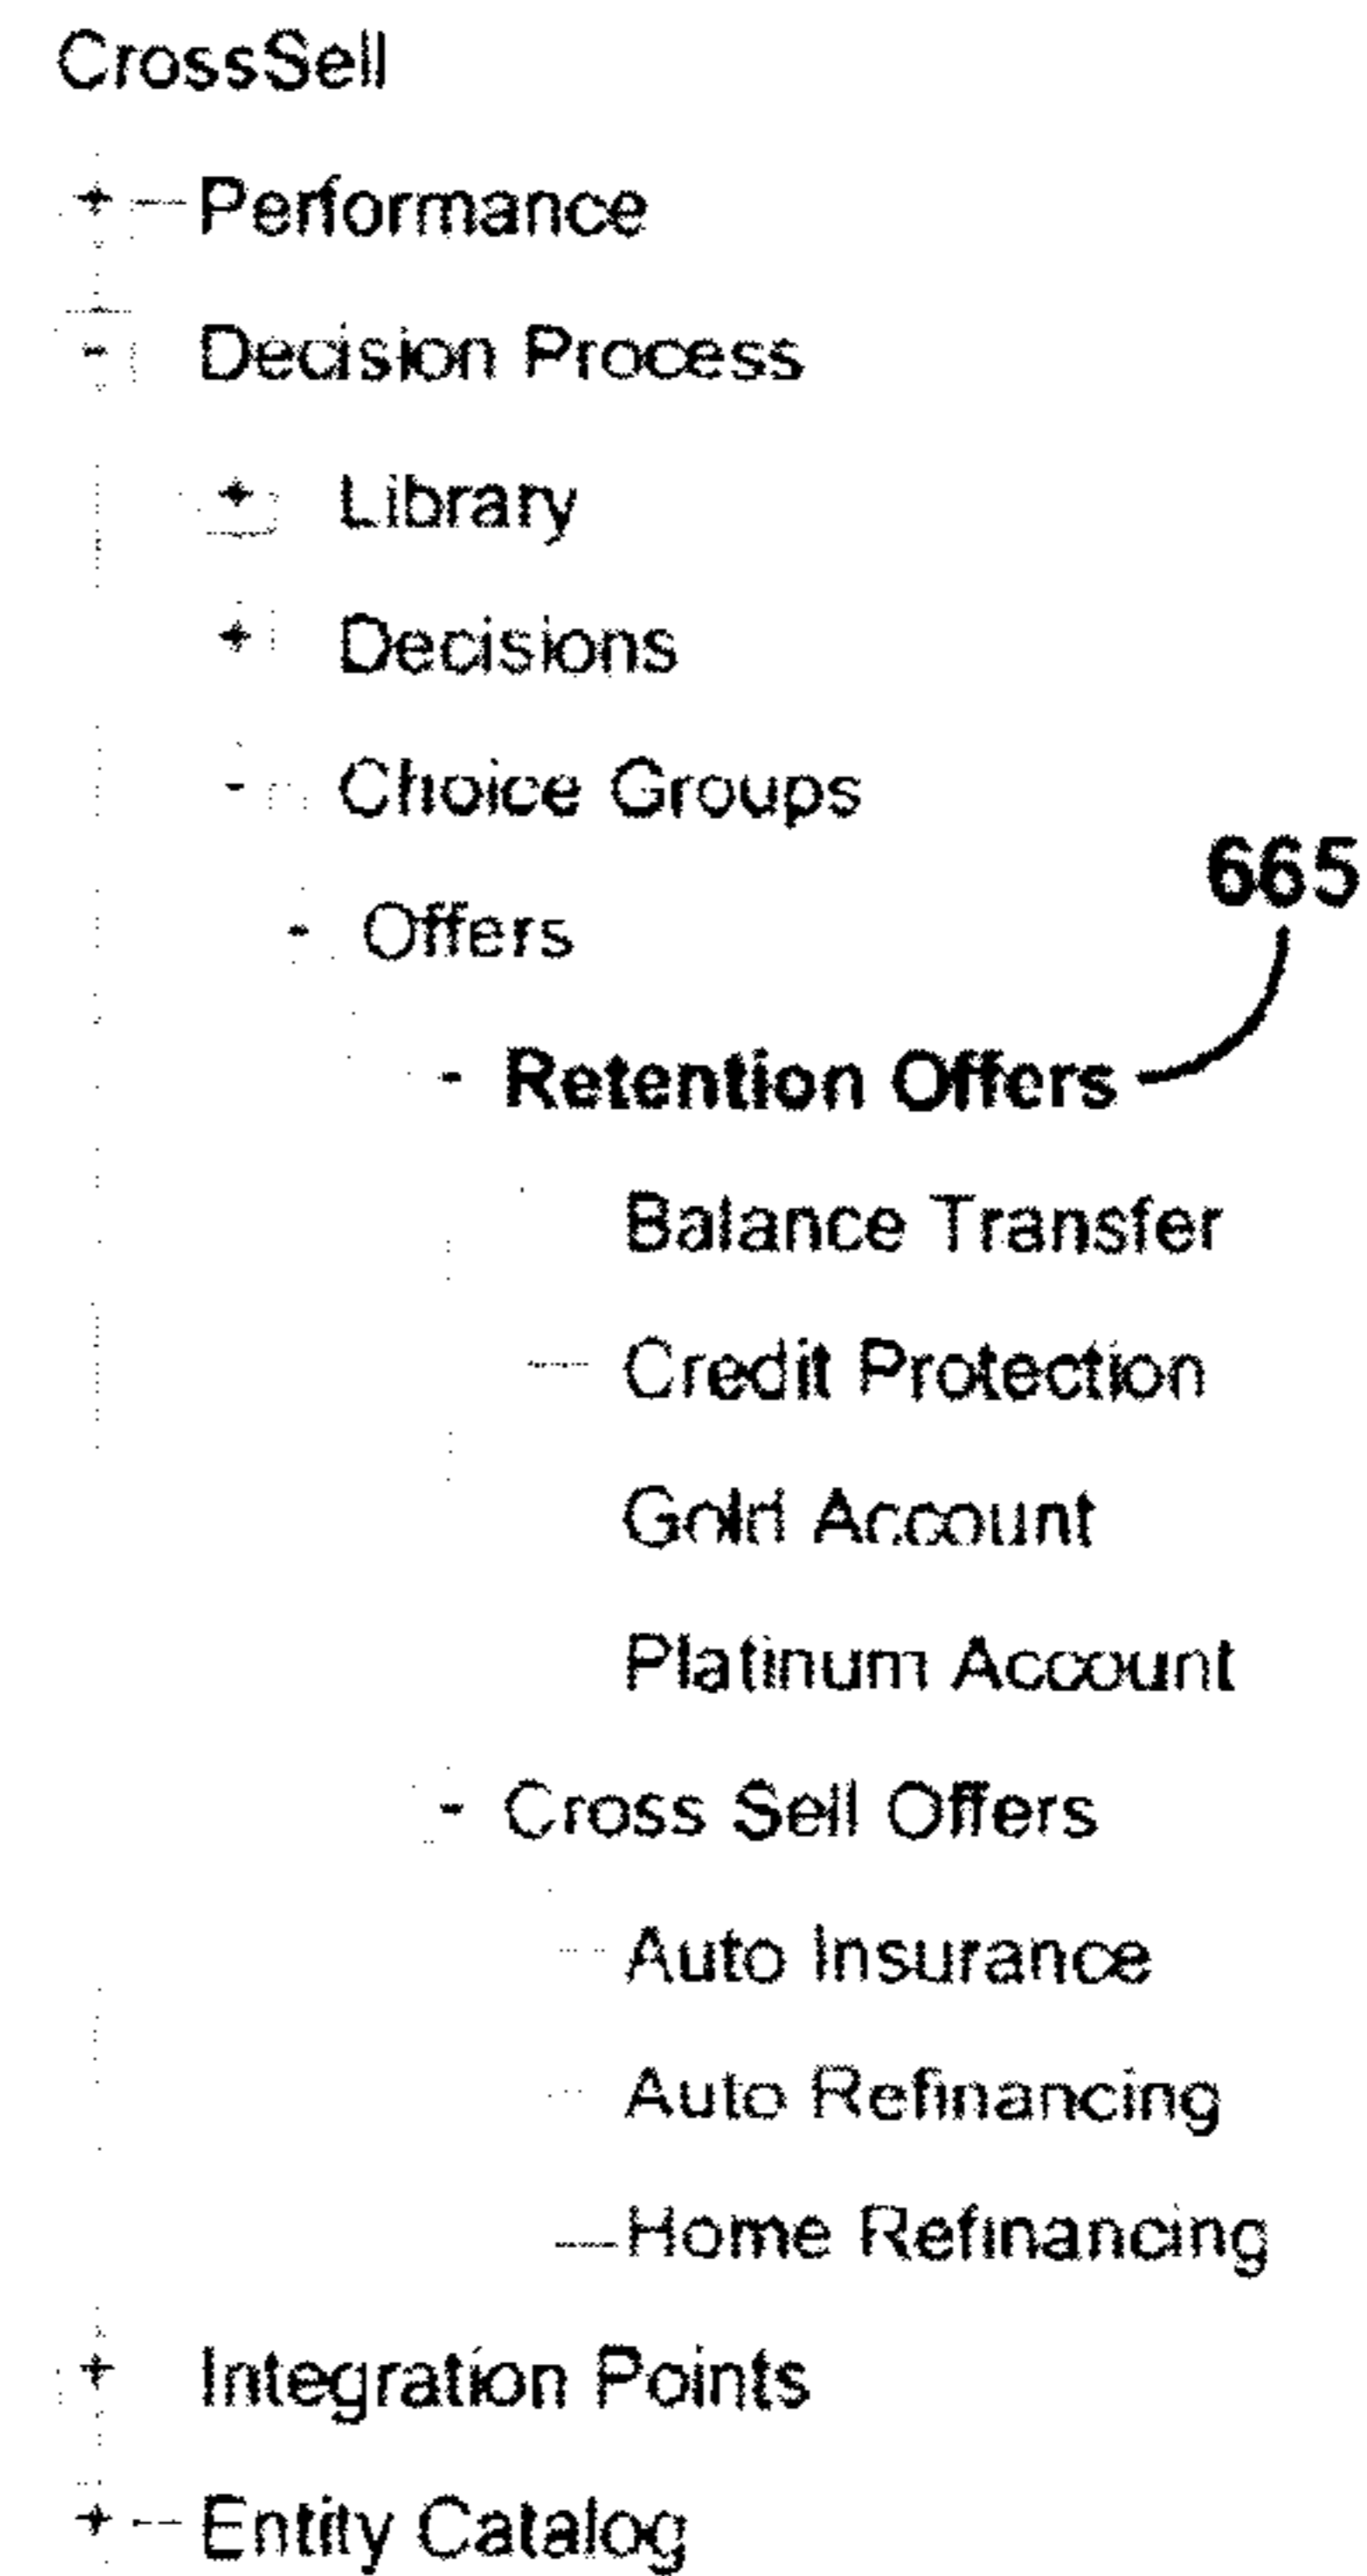 CrossSell
+ Performance
- Decision Process
+ Library
+ Decisions
- Choice Groups
665
- Offers
- Retention Offers
Balance Transfer
Credit Protection
Gold Account
Platinum Account
- Cross Sell Offers
Auto Insurance
Auto Refinancing
Home Refinancing
+ Integration Points
+ Entity Catalog